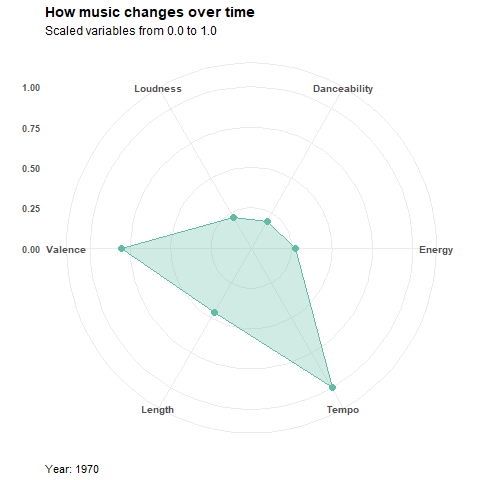 How music changes over time
Scaled variables from 0.0 to 1.0
1.00
Loudness
Danceability
0.75
0.50
0.25
0.00
Valence
Energy
Length
Tempo
Year: 1970